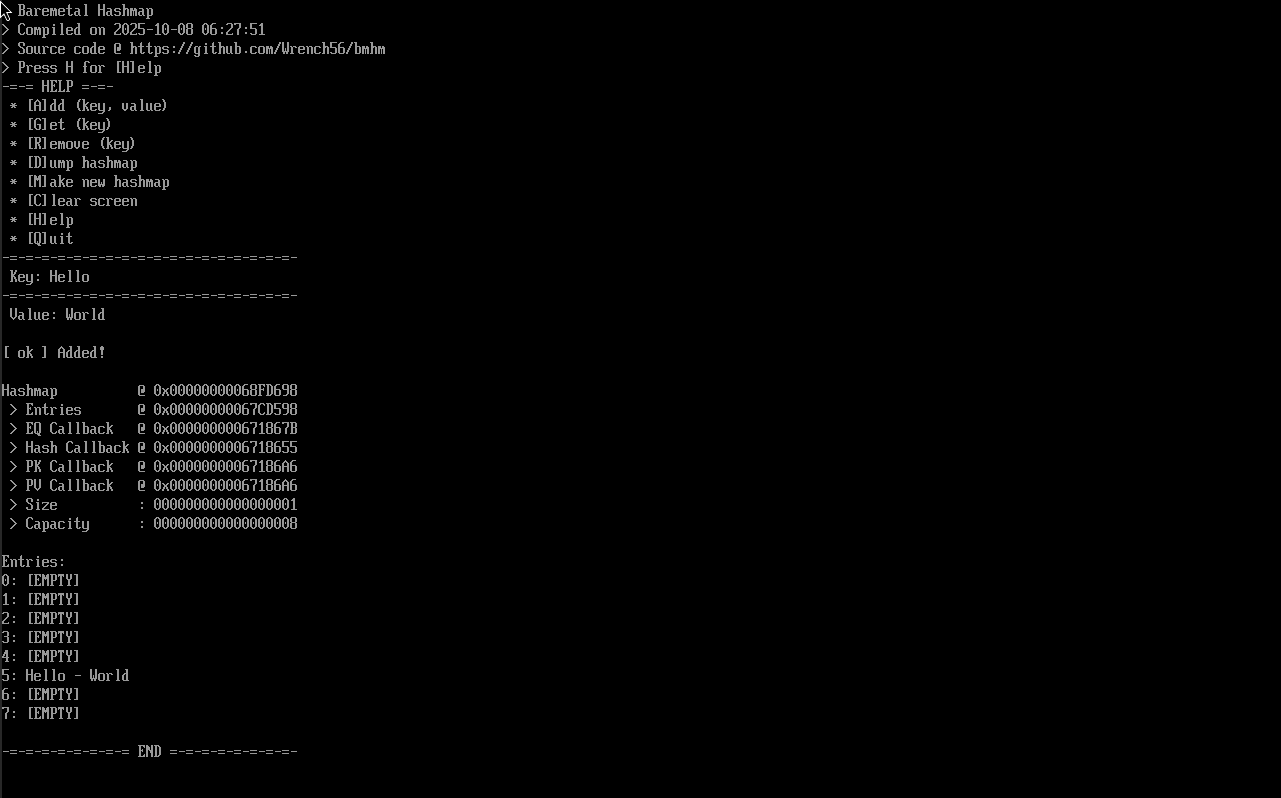 > Baremetal Hashmap
> Compiled on 2025-10-08 06:27:51
> Source code @ https://github.com/Wrench56/bmhm
> Press H for [H]elp
-=-= HELP =-=-
 * [A]dd (key, value)
 * [G]et (key)
 * [R]emove (key)
 * [D]ump hashmap
 * [M]ake new hashmap
 * [C]lear screen
 * [H]elp
 * [Q]uit
-=-=-=-=-=-=-=-=-=-=-=-=-=-=-=-=-=-=-
 Key: Hello
-=-=-=-=-=-=-=-=-=-=-=-=-=-=-=-=-=-=-
 Value: World
[ ok ] Added!
Hashmap          @ 0x00000000068FD698
 > Entries       @ 0x00000000067CD598
 > EQ Callback   @ 0x000000000671867B
 > Hash Callback @ 0x0000000006718655
 > PK Callback   @ 0x00000000067186A6
 > PV Callback   @ 0x00000000067186A6
 > Size          : 000000000000000001
 > Capacity      : 000000000000000008
Entries:
0: [EMPTY]
1: [EMPTY]
2: [EMPTY]
3: [EMPTY]
4: [EMPTY]
5: Hello - World
6: [EMPTY]
7: [EMPTY]
-=-=-=-=-=-=-=-= END =-=-=-=-=-=-=-=-